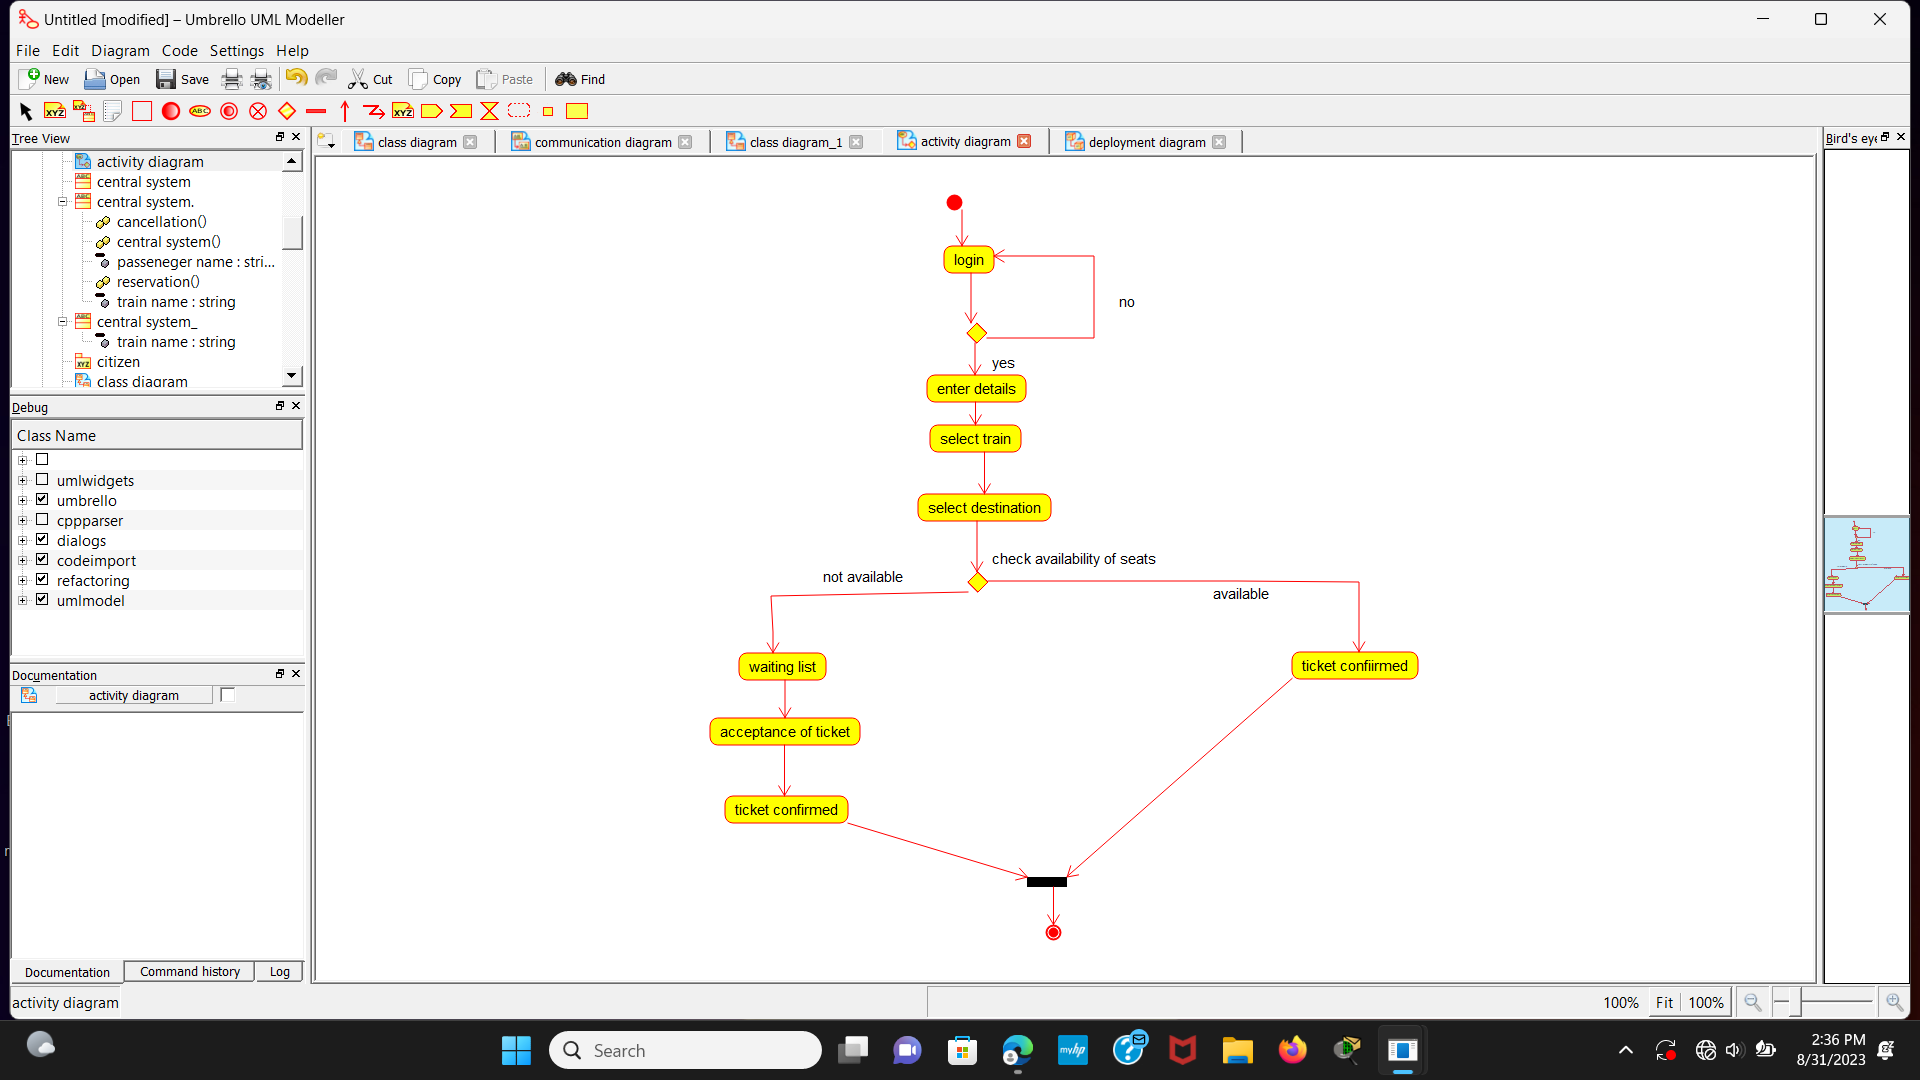 Untitled [modified] – Umbrello UML Modeller
File Edit Diagram Code Settings Help
New Open Save Cut Copy Paste Find
XYZ ABC XYZ
Tree View
class diagram communication diagram class diagram_1 activity diagram deployment diagram
Bird's eye
activity diagram
central system
central system.
cancellation()
central system()
passeneger name : stri...
reservation()
train name : string
central system_
train name : string
citizen
class diagram
Debug
Class Name
umlwidgets
umbrello
cppparser
dialogs
codeimport
refactoring
umlmodel
Documentation
activity diagram
Documentation Command history Log
login
no
yes
enter details
select train
select destination
check availability of seats
not available
available
waiting list
ticket confiirmed
acceptance of ticket
ticket confirmed
activity diagram
100% Fit 100%
Search
myhp
2:36 PM
8/31/2023